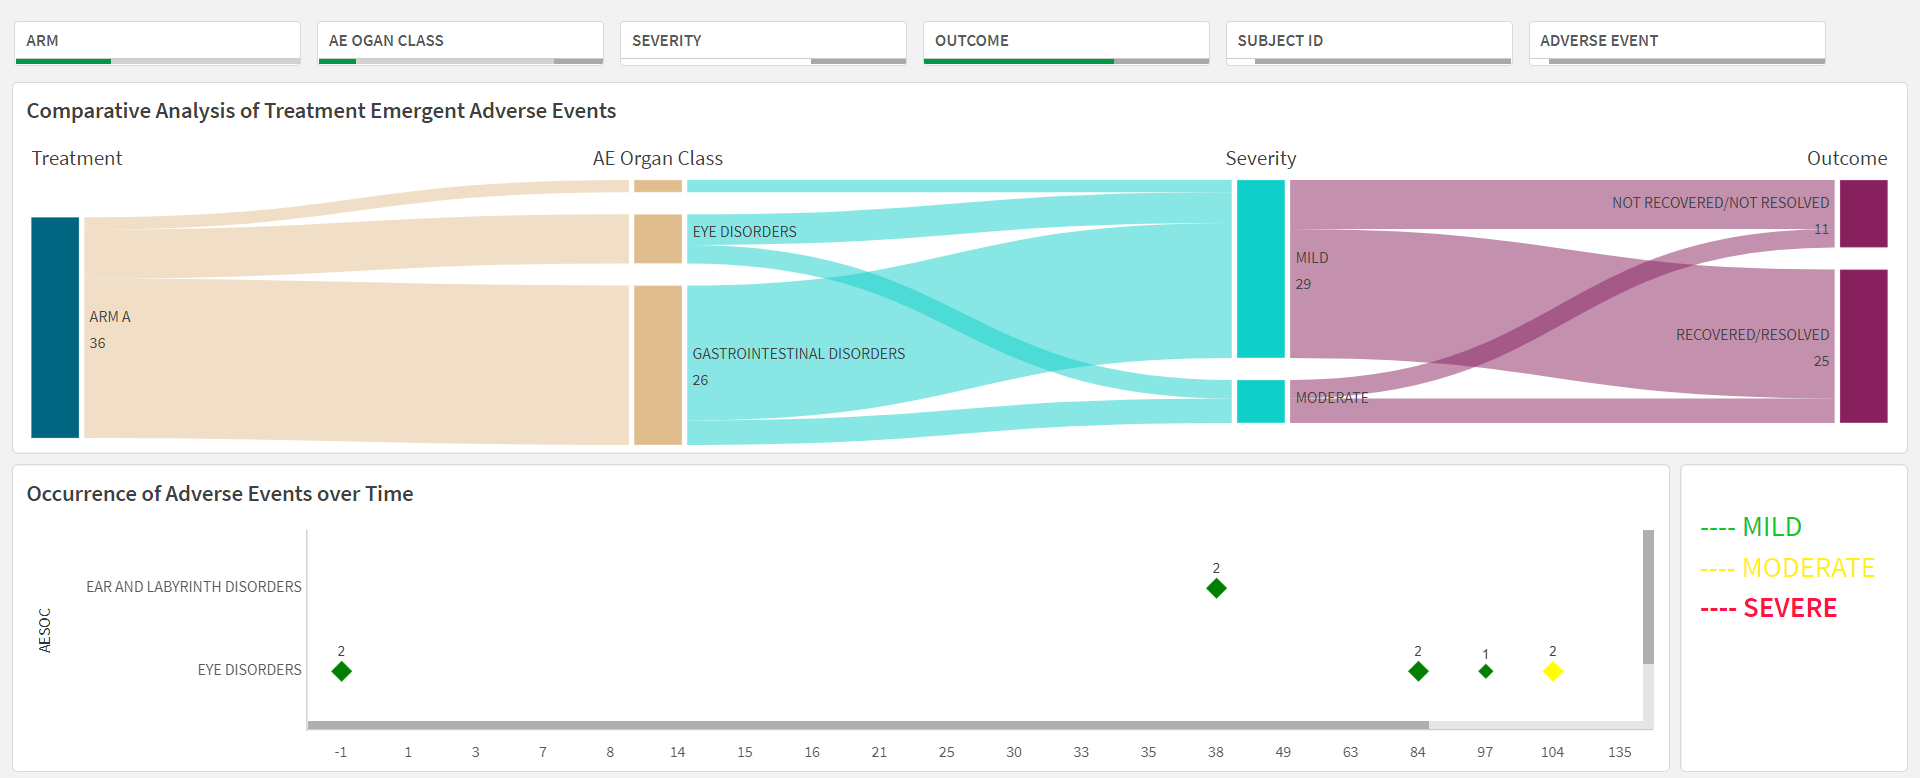 ARM
AE OGAN CLASS
SEVERITY
OUTCOME
SUBJECT ID
ADVERSE EVENT
Comparative Analysis of Treatment Emergent Adverse Events
Treatment
AE Organ Class
Severity
Outcome
ARM A
36
EYE DISORDERS
GASTROINTESTINAL DISORDERS
26
MILD
29
MODERATE
NOT RECOVERED/NOT RESOLVED
11
RECOVERED/RESOLVED
25
Occurrence of Adverse Events over Time
AESOC
EAR AND LABYRINTH DISORDERS
2
EYE DISORDERS
2
2
1
2
-1 1 3 7 8 14 15 16 21 25 30 33 35 38 49 63 84 97 104 135
---- MILD
---- MODERATE
---- SEVERE